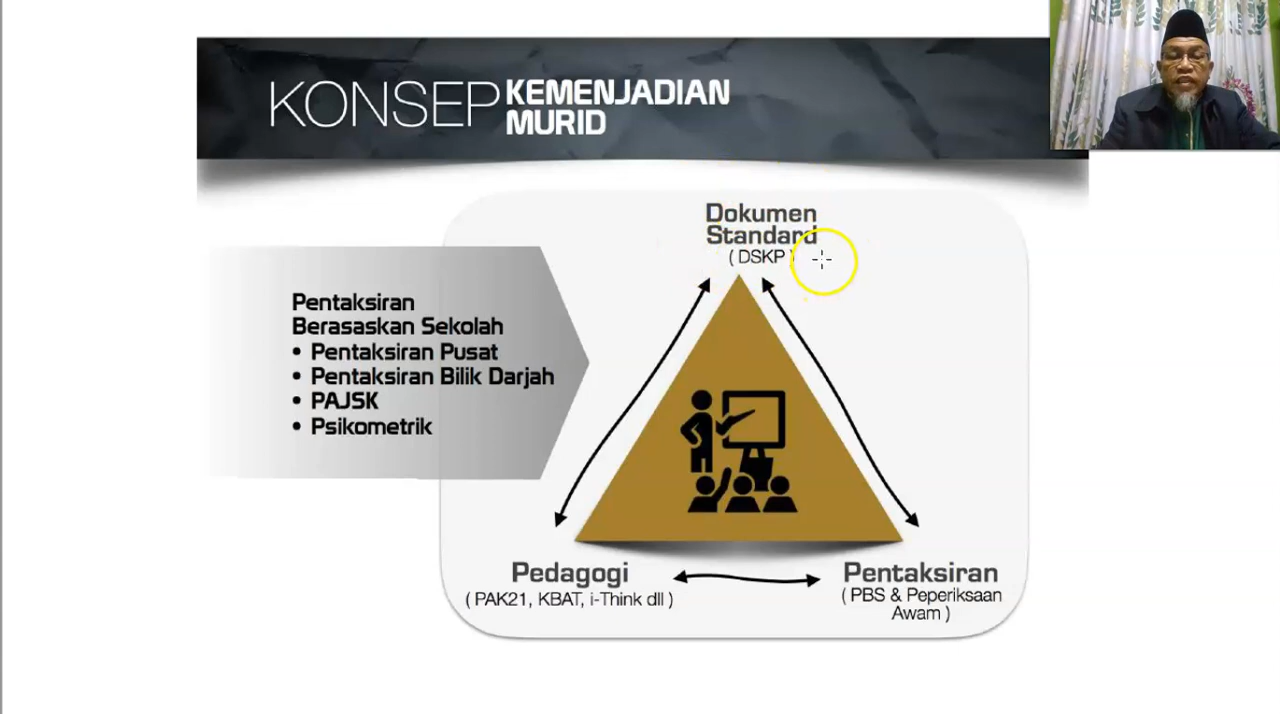 KONSEP KEMENJADIAN
MURID
Dokumen
Standard
( DSKP )
Pentaksiran
Berasaskan Sekolah
• Pentaksiran Pusat
• Pentaksiran Bilik Darjah
• PAJSK
• Psikometrik
Pedagogi
( PAK21, KBAT, i-Think dll )
Pentaksiran
( PBS & Peperiksaan
Awam )